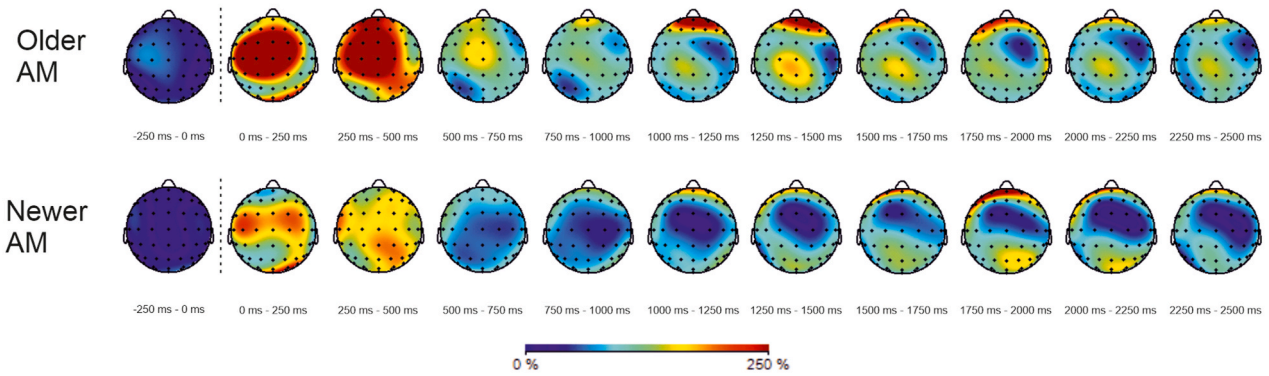 Older
AM
-250 ms - 0 ms
0 ms - 250 ms
250 ms - 500 ms
500 ms - 750 ms
750 ms - 1000 ms
1000 ms - 1250 ms
1250 ms - 1500 ms
1500 ms - 1750 ms
1750 ms - 2000 ms
2000 ms - 2250 ms
2250 ms - 2500 ms
Newer
AM
-250 ms - 0 ms
0 ms - 250 ms
250 ms - 500 ms
500 ms - 750 ms
750 ms - 1000 ms
1000 ms - 1250 ms
1250 ms - 1500 ms
1500 ms - 1750 ms
1750 ms - 2000 ms
2000 ms - 2250 ms
2250 ms - 2500 ms
0 %
250 %